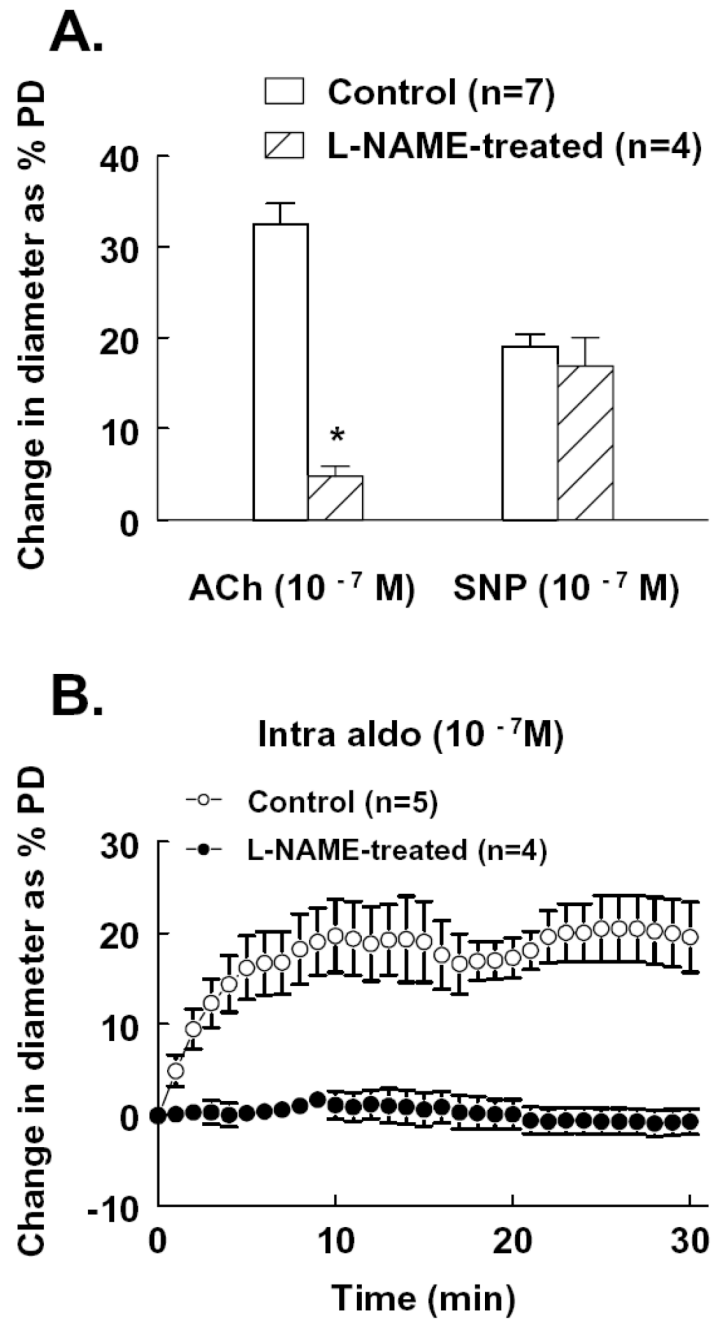 A.
Control (n=7)
L-NAME-treated (n=4)
Change in diameter as % PD
40
30
20
10
0
*
ACh (10 ⁻⁷ M) SNP (10 ⁻⁷ M)
B.
Intra aldo (10 ⁻⁷M)
Control (n=5)
L-NAME-treated (n=4)
Change in diameter as % PD
30
20
10
0
-10
0 10 20 30
Time (min)